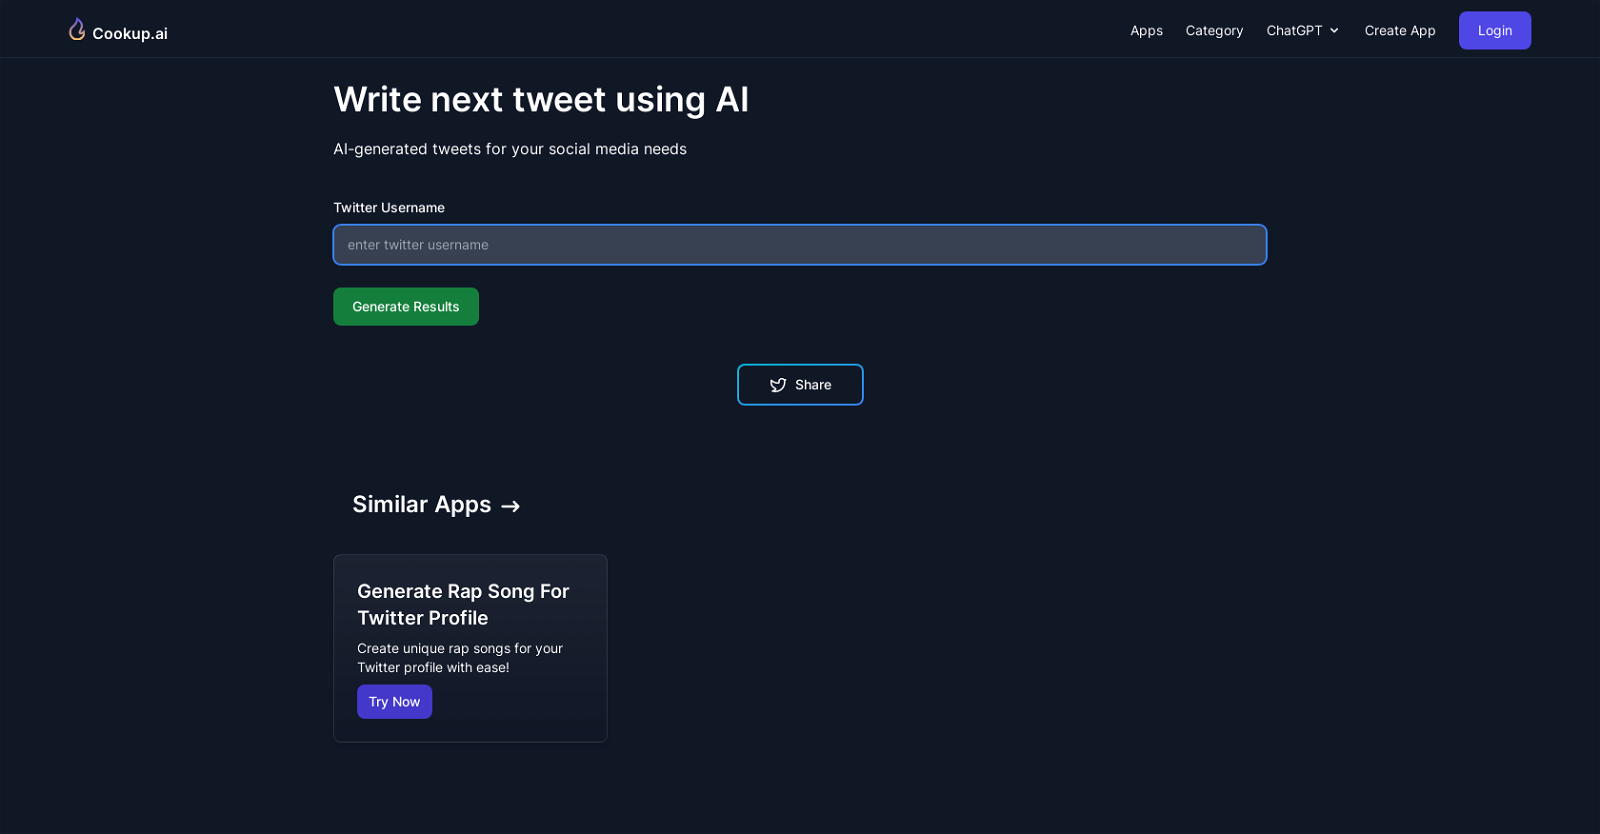 Cookup.ai
Apps
Category
ChatGPT
Create App
Login
Write next tweet using AI
AI-generated tweets for your social media needs
Twitter Username
enter twitter username
Generate Results
Share
Similar Apps
Generate Rap Song For
Twitter Profile
Create unique rap songs for your
Twitter profile with ease!
Try Now